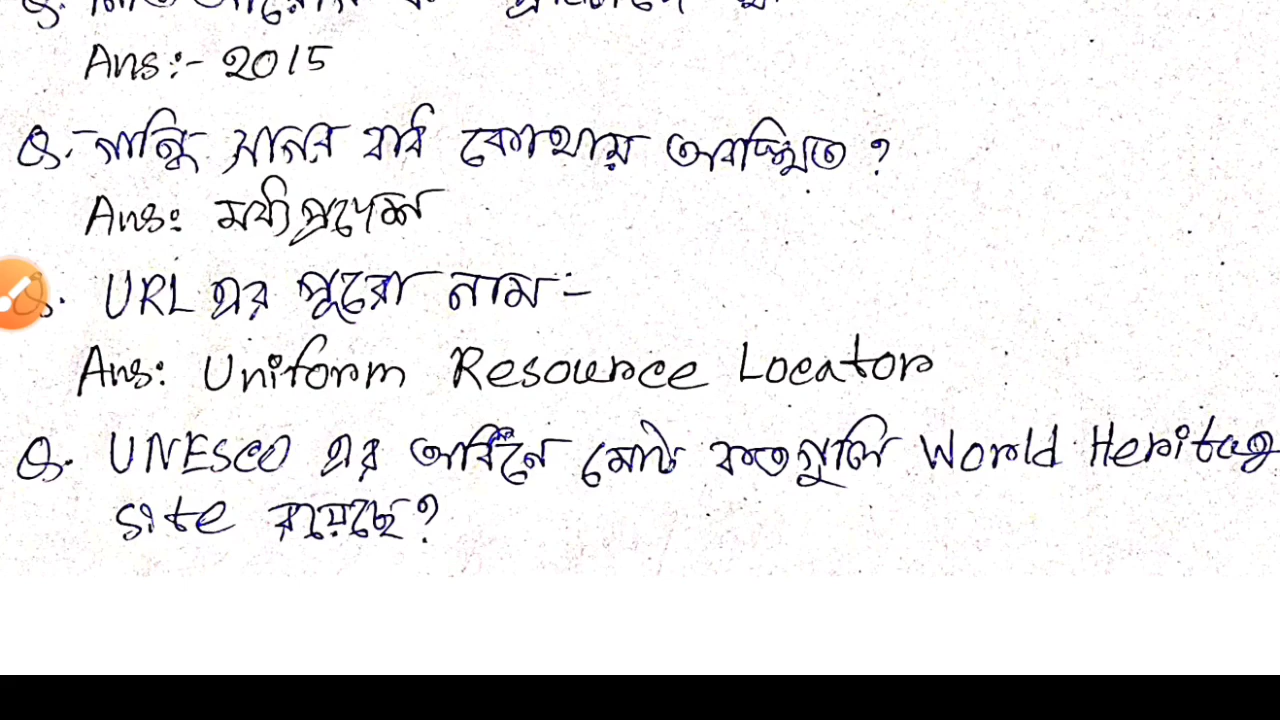 Ans:- 2015
Q. গান্ধি সাগর বাঁধ কোথায় অবস্থিত ?
Ans: মধ্যপ্রদেশ
Q. URL এর পুরো নাম :-
Ans: Uniform Resource Locator
Q. UNESCO এর অধিনে মোট কতগুলি World Heritage
site রয়েছে?